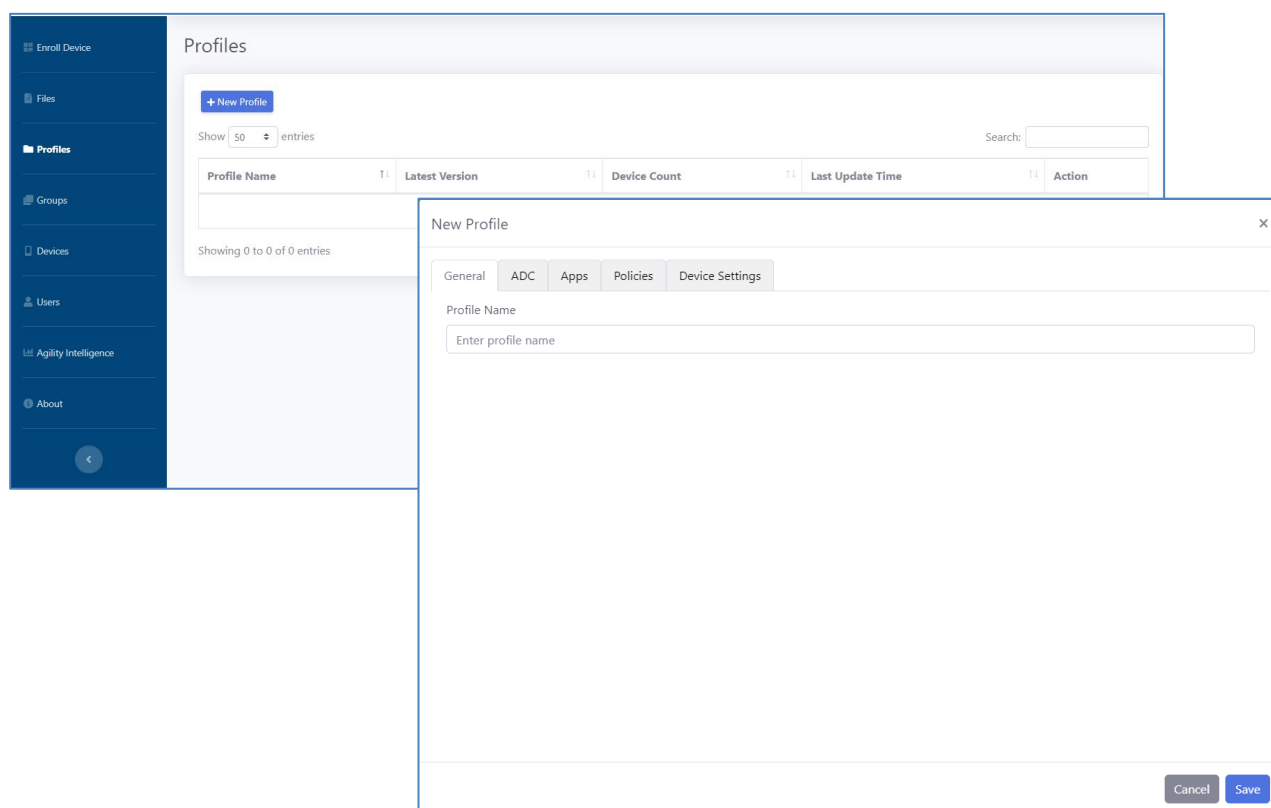 Enroll Device
Files
Profiles
Groups
Devices
Users
Agility Intelligence
About
Profiles
+ New Profile
Show 50 entries
Search:
Profile Name Latest Version Device Count Last Update Time Action
Showing 0 to 0 of 0 entries
New Profile ×
General ADC Apps Policies Device Settings
Profile Name
Enter profile name
Cancel Save